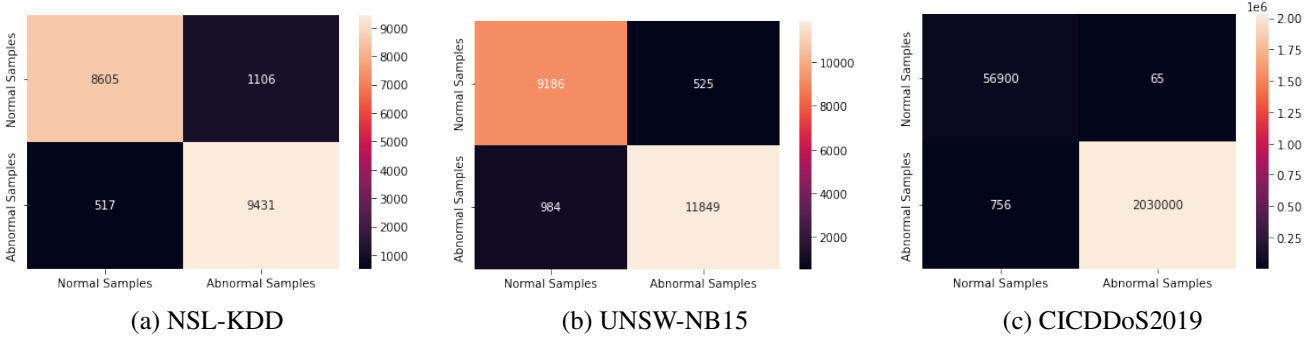 Normal Samples
Abnormal Samples
8605
1106
517
9431
Normal Samples
Abnormal Samples
9000
8000
7000
6000
5000
4000
3000
2000
1000
(a) NSL-KDD
Normal Samples
Abnormal Samples
9186
525
984
11849
Normal Samples
Abnormal Samples
10000
8000
6000
4000
2000
(b) UNSW-NB15
Normal Samples
Abnormal Samples
56900
65
756
2030000
Normal Samples
Abnormal Samples
1e6
2.00
1.75
1.50
1.25
1.00
0.75
0.50
0.25
(c) CICDDoS2019